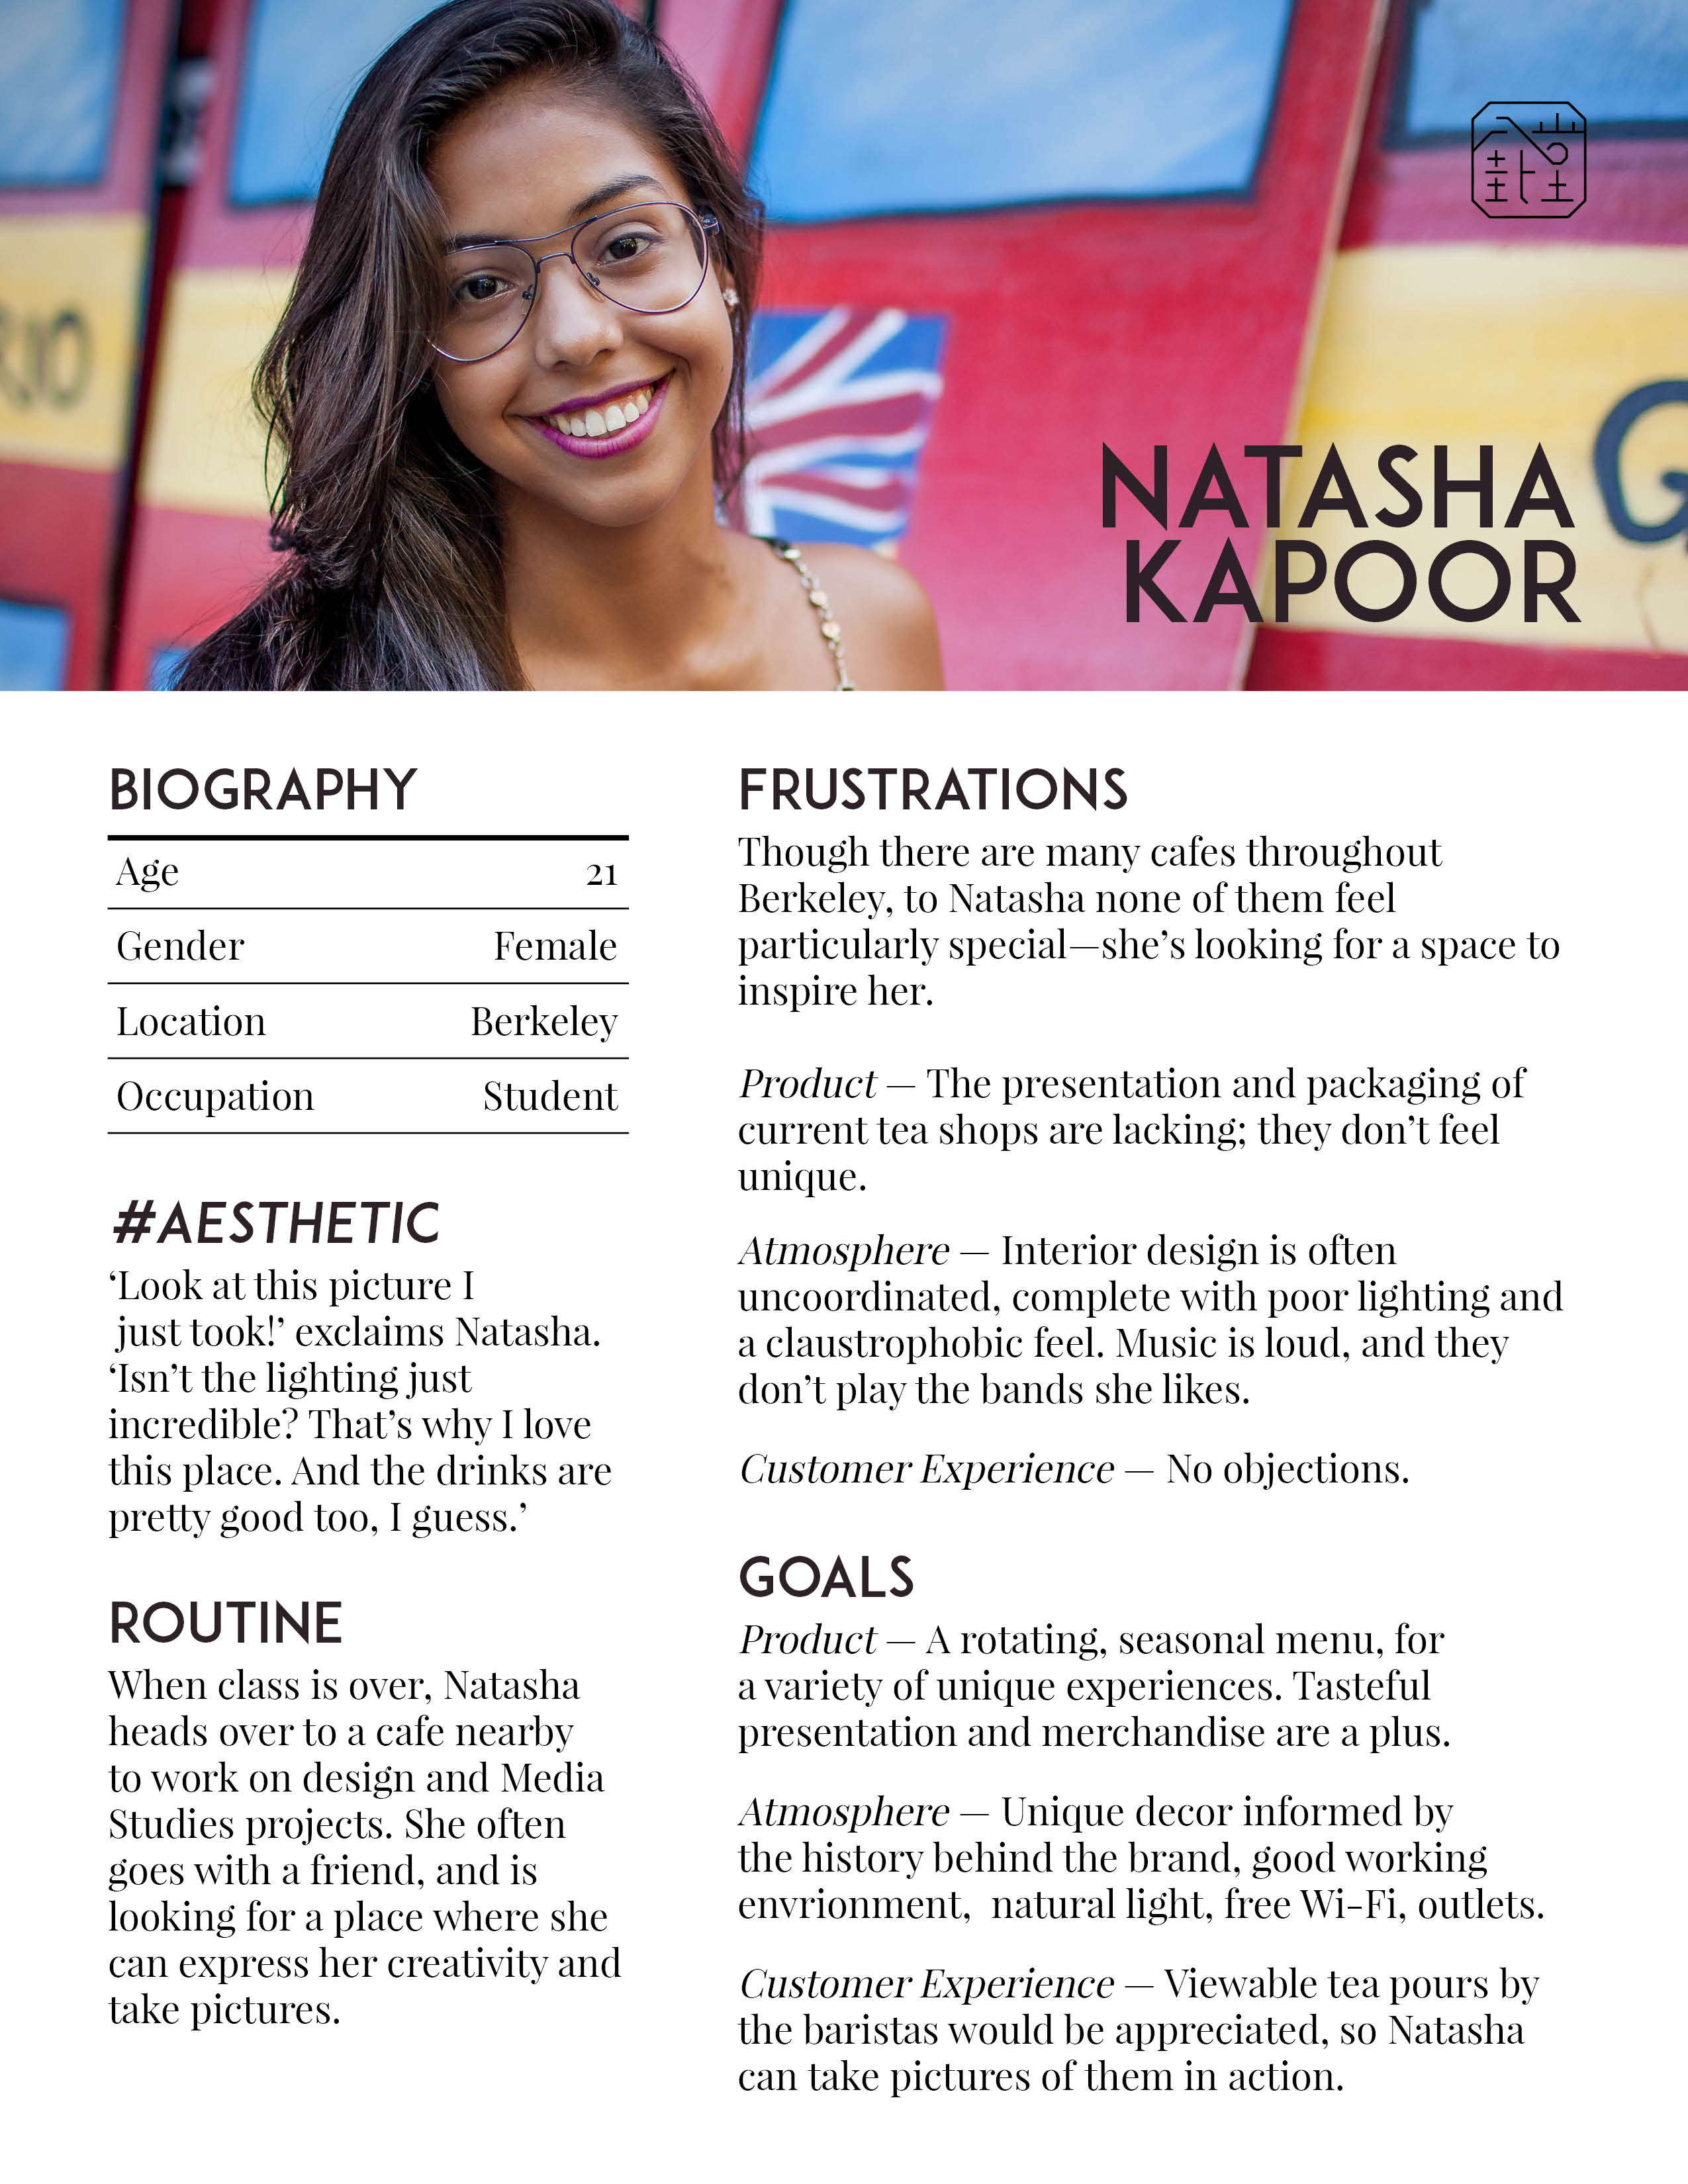 RIO
G
NATASHA
KAPOOR
BIOGRAPHY
Age 21
Gender Female
Location Berkeley
Occupation Student
#AESTHETIC
‘Look at this picture I
just took!’ exclaims Natasha.
‘Isn’t the lighting just
incredible? That’s why I love
this place. And the drinks are
pretty good too, I guess.’
ROUTINE
When class is over, Natasha
heads over to a cafe nearby
to work on design and Media
Studies projects. She often
goes with a friend, and is
looking for a place where she
can express her creativity and
take pictures.
FRUSTRATIONS
Though there are many cafes throughout
Berkeley, to Natasha none of them feel
particularly special—she’s looking for a space to
inspire her.
Product — The presentation and packaging of
current tea shops are lacking; they don’t feel
unique.
Atmosphere — Interior design is often
uncoordinated, complete with poor lighting and
a claustrophobic feel. Music is loud, and they
don’t play the bands she likes.
Customer Experience — No objections.
GOALS
Product — A rotating, seasonal menu, for
a variety of unique experiences. Tasteful
presentation and merchandise are a plus.
Atmosphere — Unique decor informed by
the history behind the brand, good working
envrionment,  natural light, free Wi-Fi, outlets.
Customer Experience — Viewable tea pours by
the baristas would be appreciated, so Natasha
can take pictures of them in action.